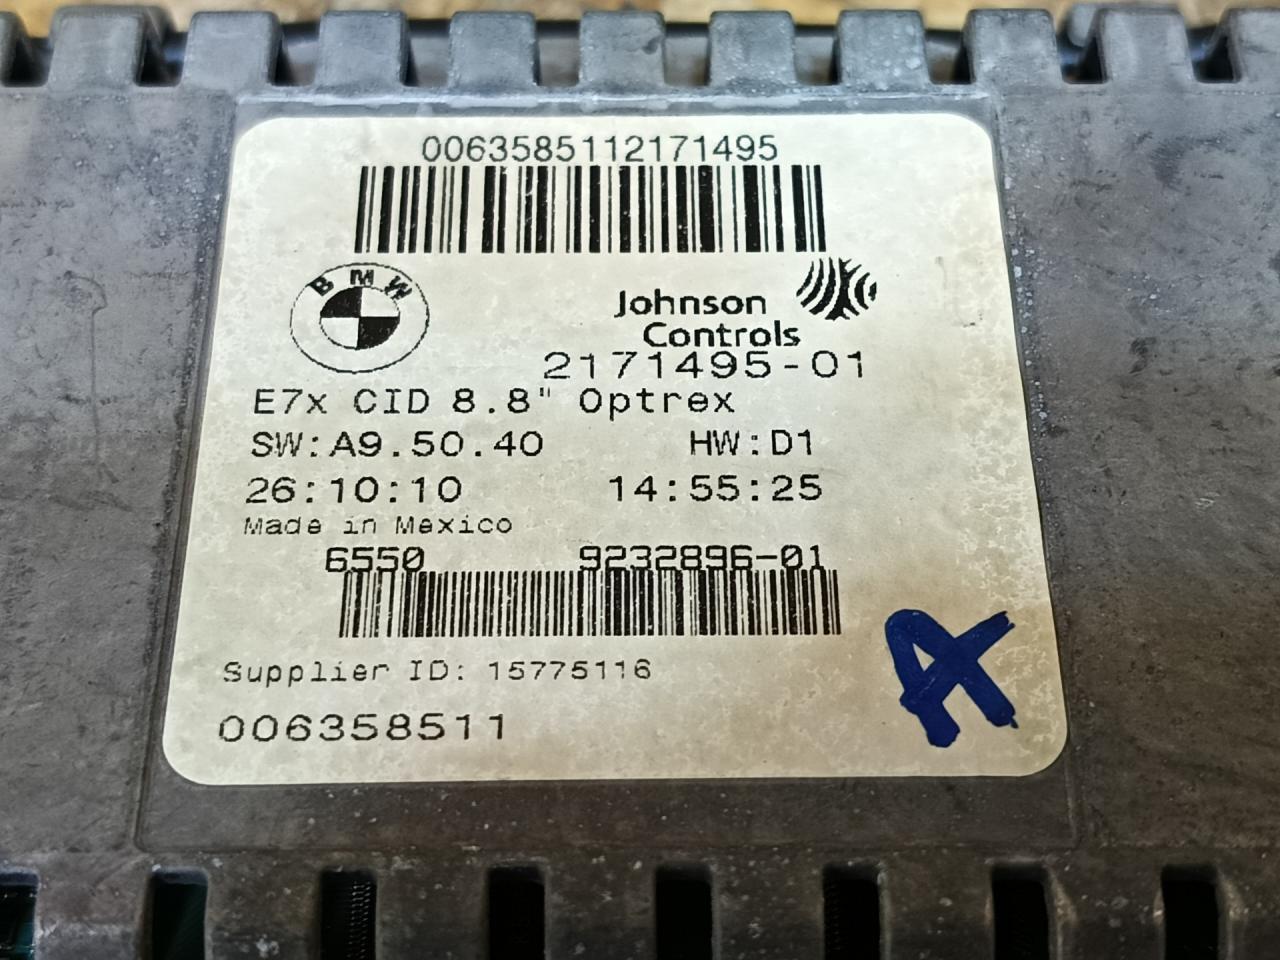 0063585112171495
BMW
Johnson
Controls
2171495-01
E7x CID 8.8" Optrex
SW:A9.50.40 HW:D1
26:10:10 14:55:25
Made in Mexico
6550 9232896-01
Supplier ID: 15775116
006358511
A